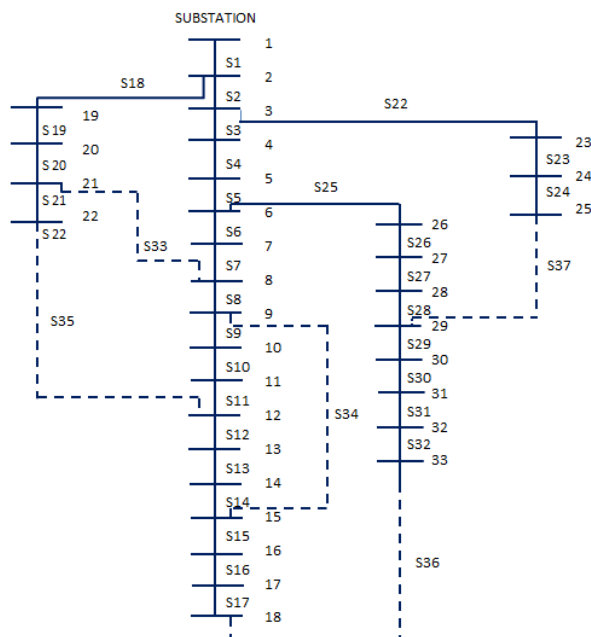 SUBSTATION
1
S1
S18
2
S2
3
S22
19
S3
4
23
S19
20
S23
S4
24
S20
5
S25
S24
21
S5
25
S21
22
6
26
S22
S6
S26
S33
7
27
S37
S7
S27
8
28
S8
S28
S35
9
29
S9
S29
10
30
S10
S30
11
31
S11
S31
12
S34
32
S12
S32
13
33
S13
14
S14
15
S15
16
S36
S16
17
S17
18